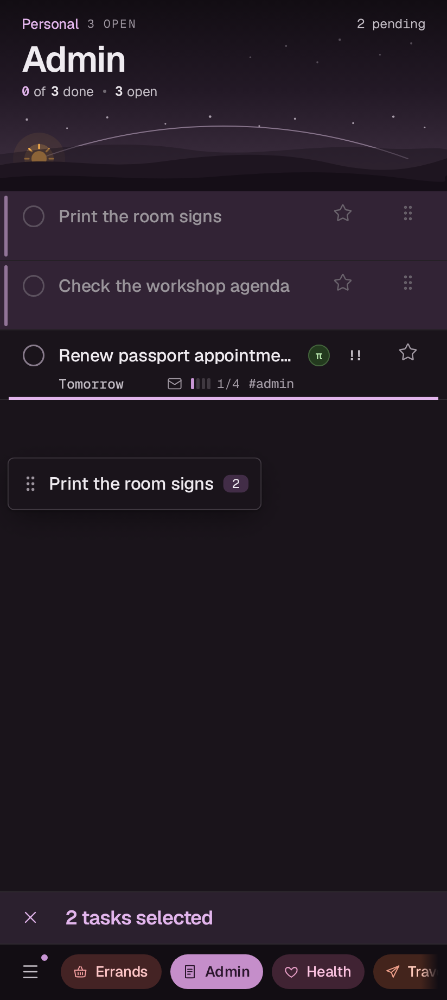 Personal 3 OPEN 2 pending
Admin
0 of 3 done • 3 open
Print the room signs
Check the workshop agenda
Renew passport appointme... π !!
Tomorrow 1/4 #admin
Print the room signs 2
2 tasks selected
Errands Admin Health Trav